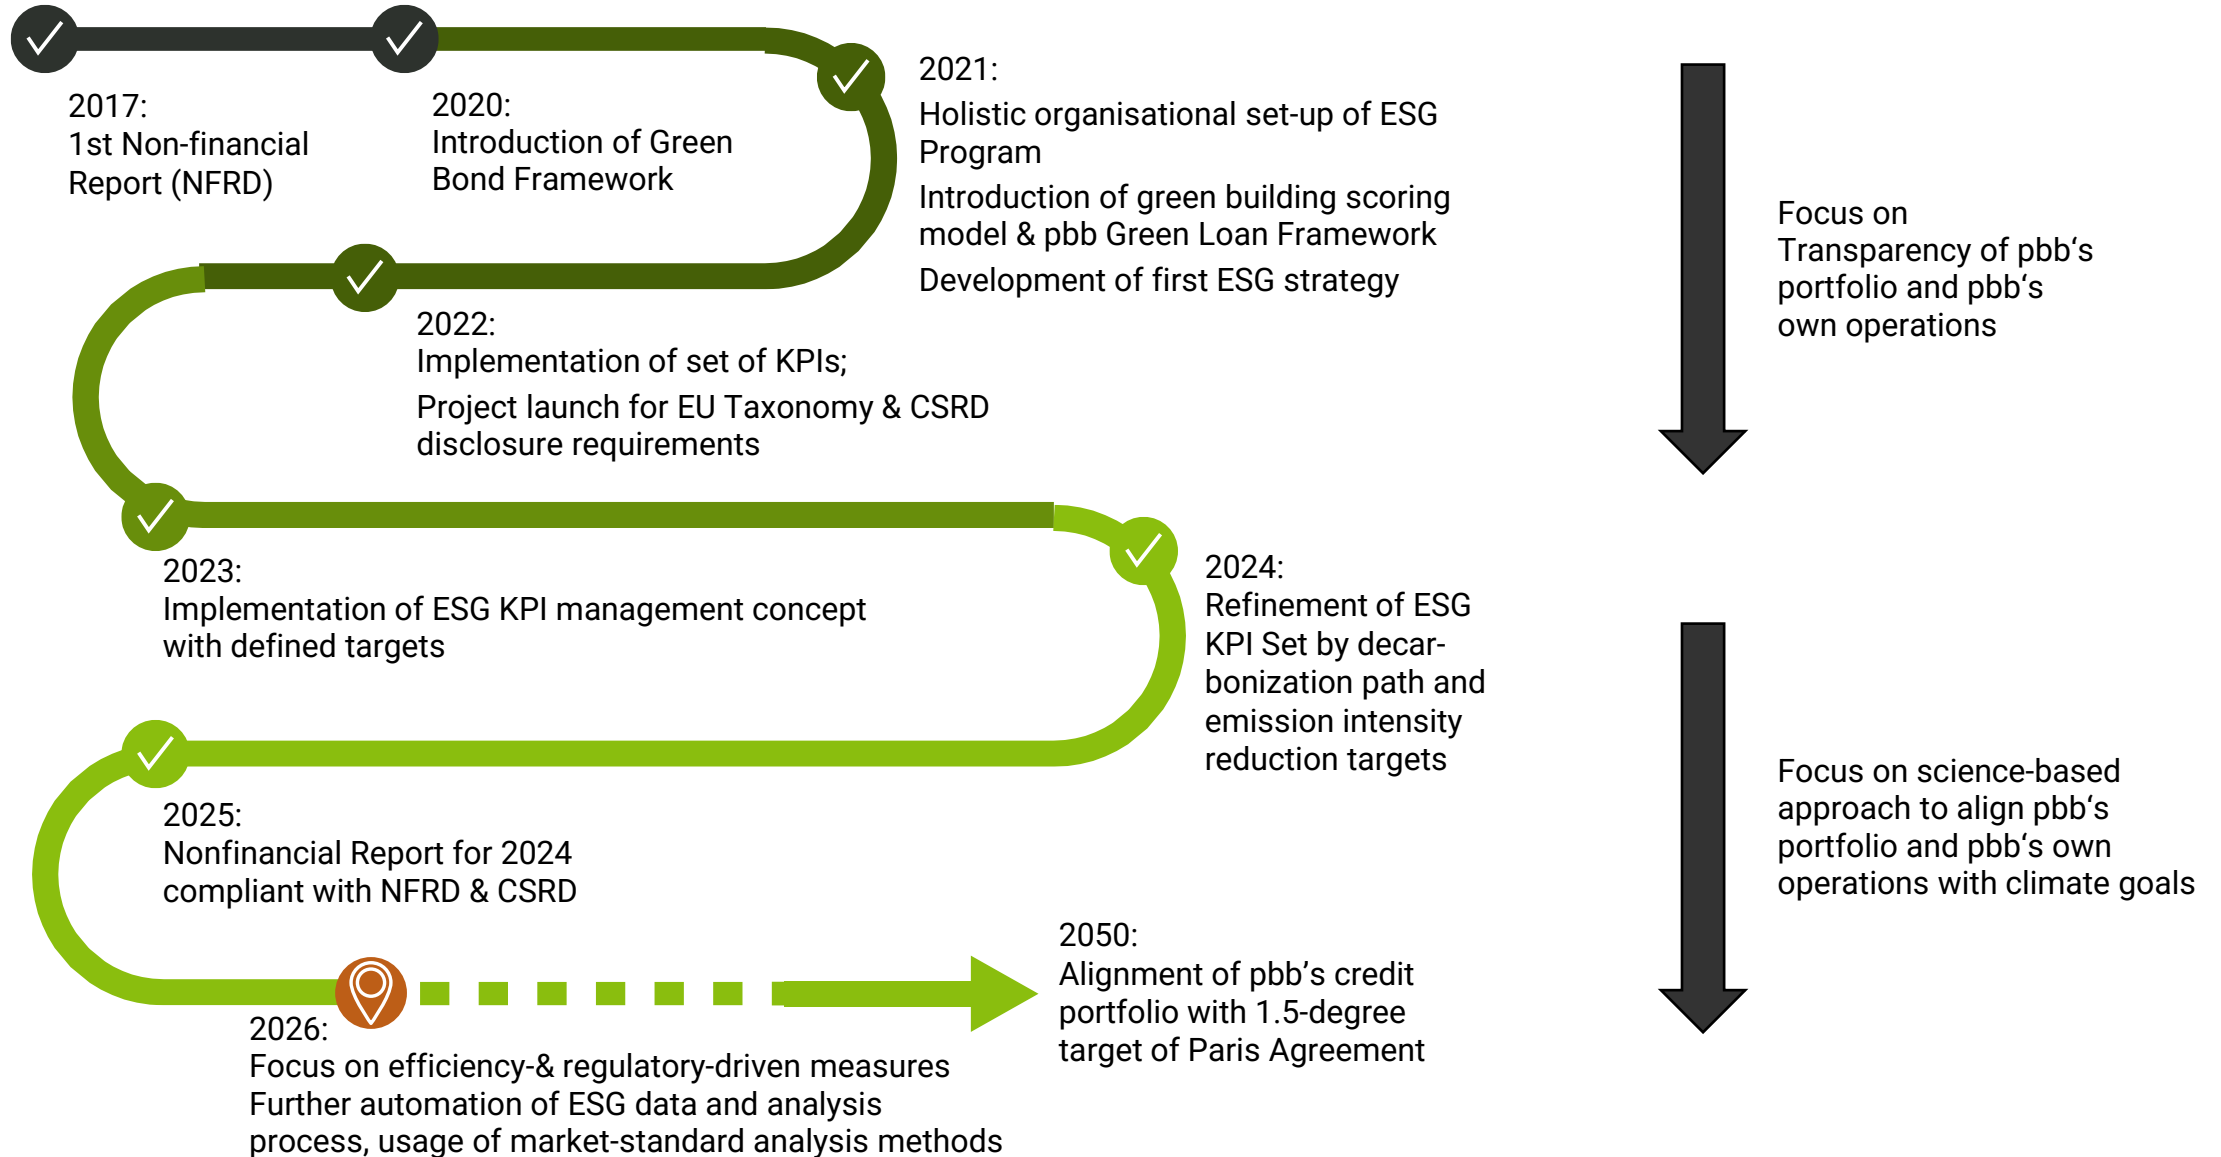 2017:
1st Non-financial
Report (NFRD)
2020:
Introduction of Green
Bond Framework
2021:
Holistic organisational set-up of ESG
Program
Introduction of green building scoring
model & pbb Green Loan Framework
Development of first ESG strategy
Focus on
Transparency of pbb‘s
portfolio and pbb‘s
own operations
2022:
Implementation of set of KPIs;
Project launch for EU Taxonomy & CSRD
disclosure requirements
2023:
Implementation of ESG KPI management concept
with defined targets
2024:
Refinement of ESG
KPI Set by decar-
bonization path and
emission intensity
reduction targets
Focus on science-based
approach to align pbb‘s
portfolio and pbb‘s own
operations with climate goals
2025:
Nonfinancial Report for 2024
compliant with NFRD & CSRD
2026:
Focus on efficiency-& regulatory-driven measures
Further automation of ESG data and analysis
process, usage of market-standard analysis methods
2050:
Alignment of pbb’s credit
portfolio with 1.5-degree
target of Paris Agreement